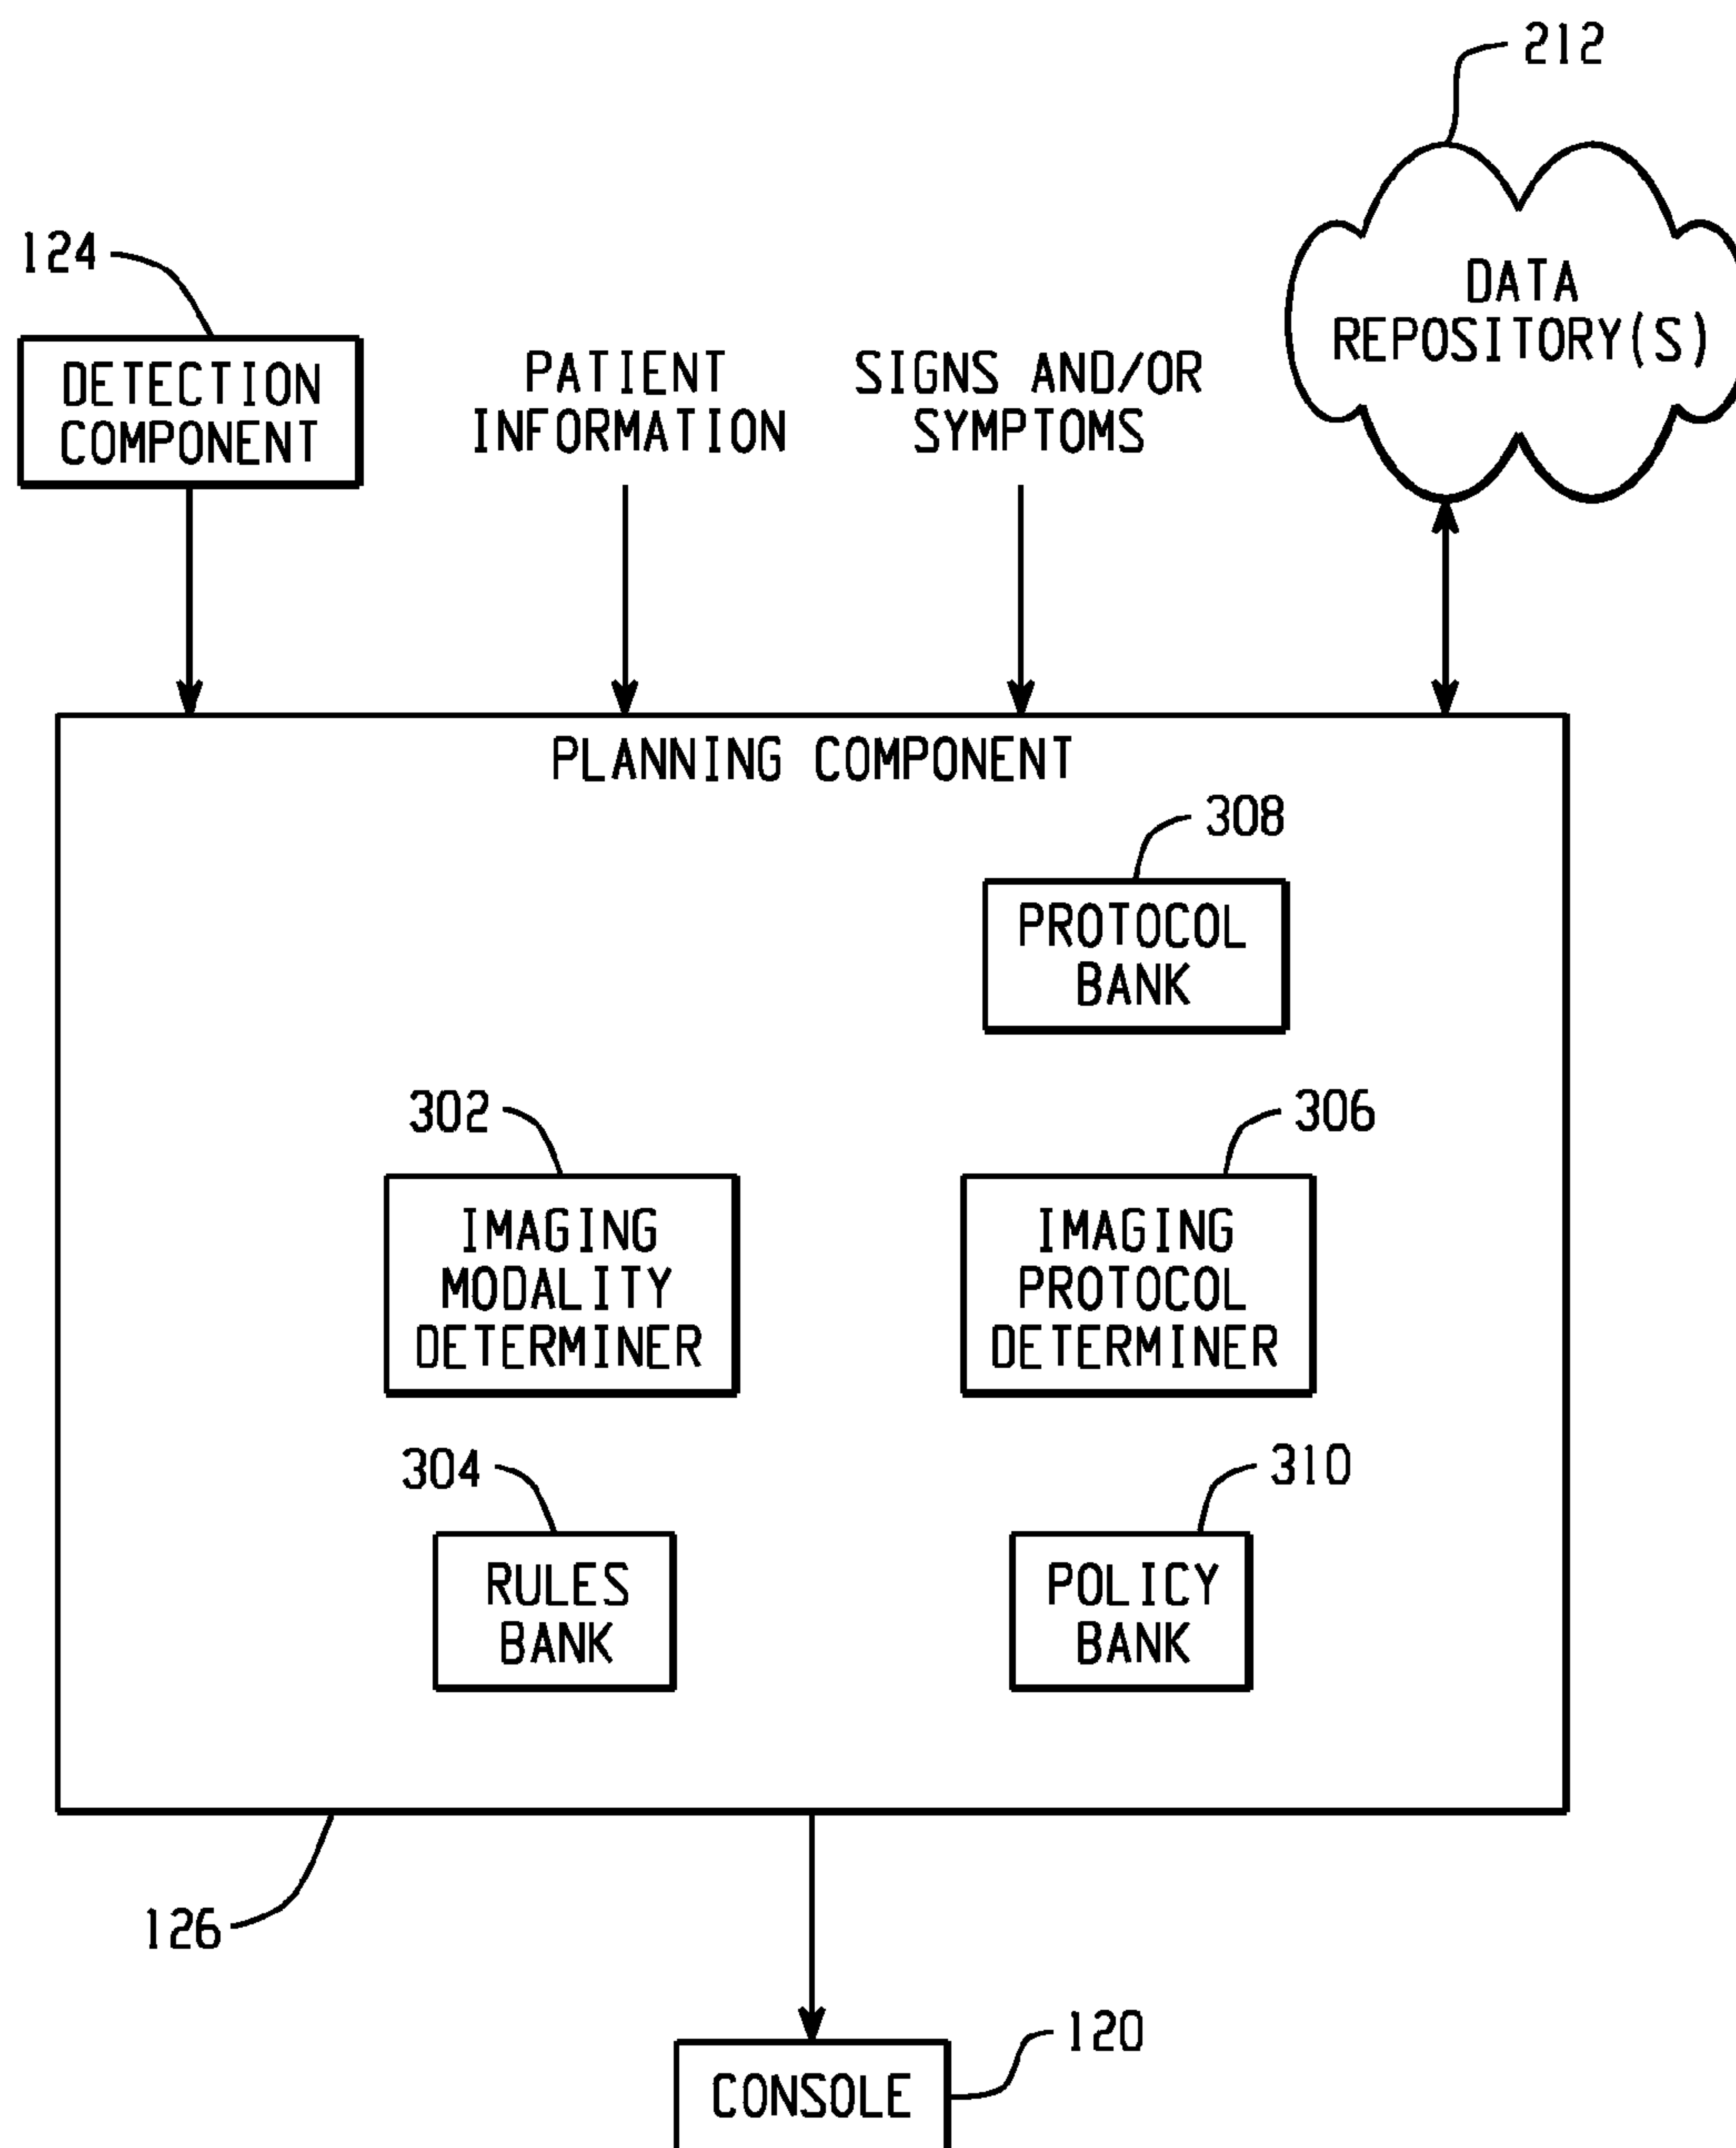 212
124
DATA
REPOSITORY(S)
DETECTION
COMPONENT
PATIENT
INFORMATION
SIGNS AND/OR
SYMPTOMS
PLANNING COMPONENT
308
PROTOCOL
BANK
302
306
IMAGING
MODALITY
DETERMINER
IMAGING
PROTOCOL
DETERMINER
304
310
RULES
BANK
POLICY
BANK
126
120
CONSOLE